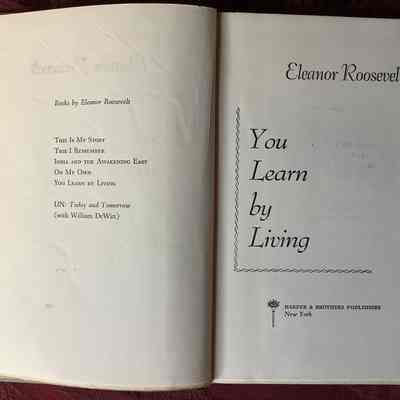 Books by Eleanor Roosevelt
This Is My Story
This I Remember
India and the Awakening East
On My Own
You Learn by Living
UN: Today and Tomorrow
(with William DeWitt)
Eleanor Roosevel
You
Learn
by
Living
HARPER & BROTHERS PUBLISHERS
New York